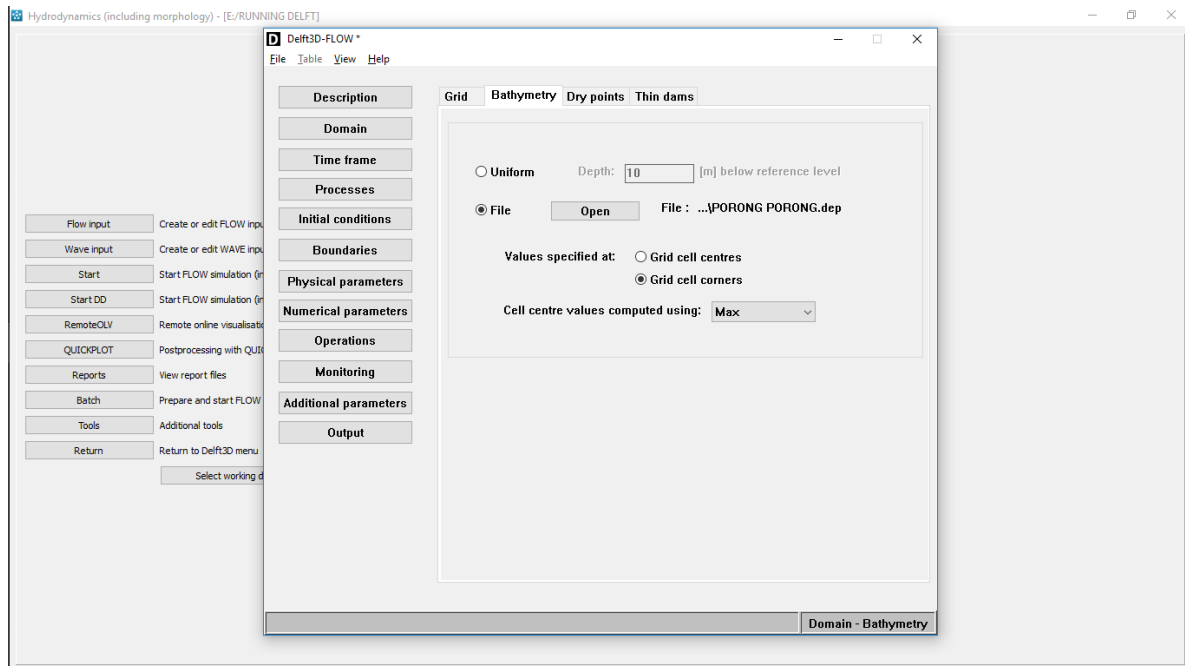 Hydrodynamics (including morphology) - [E:/RUNNING DELFT]
Delft3D-FLOW *
File Table View Help
Description
Domain
Time frame
Processes
Initial conditions
Boundaries
Physical parameters
Numerical parameters
Operations
Monitoring
Additional parameters
Output
Grid Bathymetry Dry points Thin dams
Uniform Depth: 10 [m] below reference level
File Open File : ...\PORONG PORONG.dep
Values specified at: Grid cell centres
Grid cell corners
Cell centre values computed using: Max
Domain - Bathymetry
Flow input Create or edit FLOW inpu
Wave input Create or edit WAVE inpu
Start Start FLOW simulation (in
Start DD Start FLOW simulation (in
RemoteOLV Remote online visualisatio
QUICKPLOT Postprocessing with QUIC
Reports View report files
Batch Prepare and start FLOW
Tools Additional tools
Return Return to Delft3D menu
Select working d